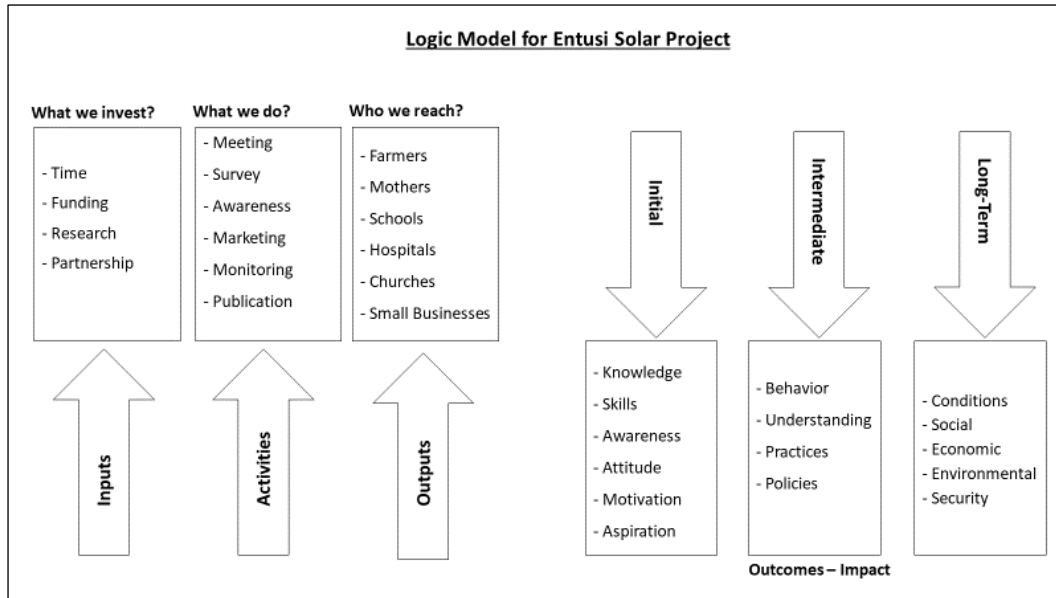 Logic Model for Entusi Solar Project
What we invest?
- Time
- Funding
- Research
- Partnership
Inputs
What we do?
- Meeting
- Survey
- Awareness
- Marketing
- Monitoring
- Publication
Activities
Who we reach?
- Farmers
- Mothers
- Schools
- Hospitals
- Churches
- Small Businesses
Outputs
Initial
- Knowledge
- Skills
- Awareness
- Attitude
- Motivation
- Aspiration
Intermediate
- Behavior
- Understanding
- Practices
- Policies
Long-Term
- Conditions
- Social
- Economic
- Environmental
- Security
Outcomes – Impact